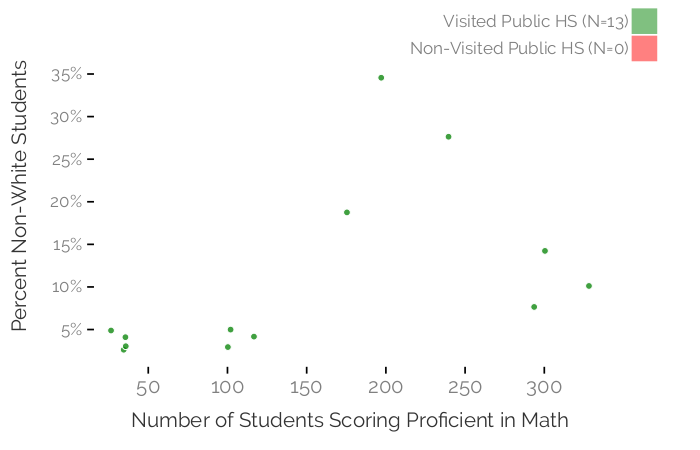 Visited Public HS (N=13)
Non-Visited Public HS (N=0)
Percent Non-White Students
35%
30%
25%
20%
15%
10%
5%
50 100 150 200 250 300
Number of Students Scoring Proficient in Math